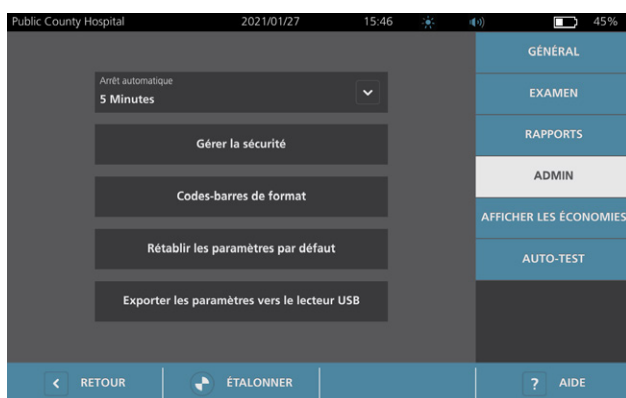 Public County Hospital 2021/01/27 15:46 45%
GÉNÉRAL
Arrêt automatique
5 Minutes
EXAMEN
Gérer la sécurité
RAPPORTS
Codes-barres de format
ADMIN
AFFICHER LES ÉCONOMIES
Rétablir les paramètres par défaut
AUTO-TEST
Exporter les paramètres vers le lecteur USB
RETOUR ÉTALONNER ? AIDE